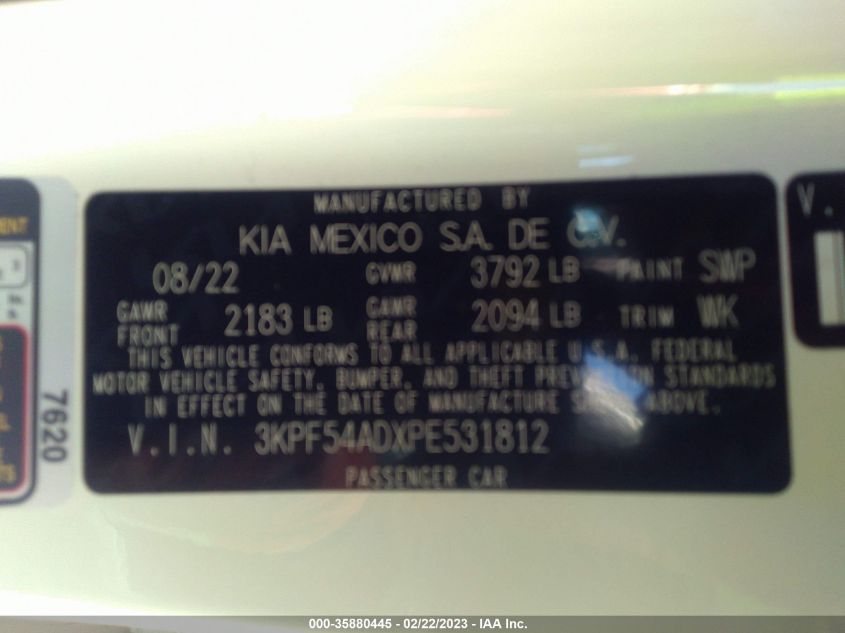 MANUFACTURED BY
KIA MEXICO S.A. DE C.V.
08/22 GVWR 3792 LB PAINT SWP
GAWR FRONT 2183 LB GAWR REAR 2094 LB TRIM WK
THIS VEHICLE CONFORMS TO ALL APPLICABLE U.S.A. FEDERAL
MOTOR VEHICLE SAFETY, BUMPER, AND THEFT PREVENTION STANDARDS
IN EFFECT ON THE DATE OF MANUFACTURE SHOWN ABOVE.
V.I.N. 3KPF54ADXPE531812
PASSENGER CAR
7620
V.
000-35880445 - 02/22/2023 - IAA Inc.